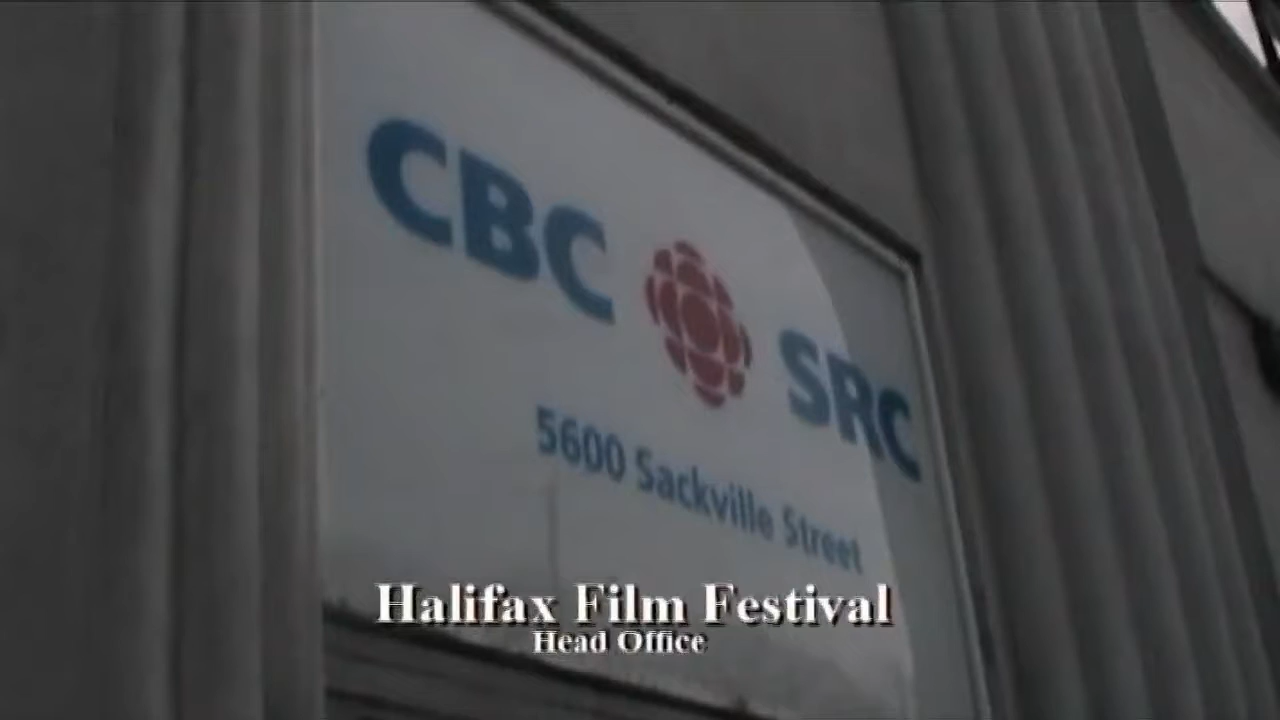 CBC SRC
5600 Sackville Street
Halifax Film Festival
Head Office